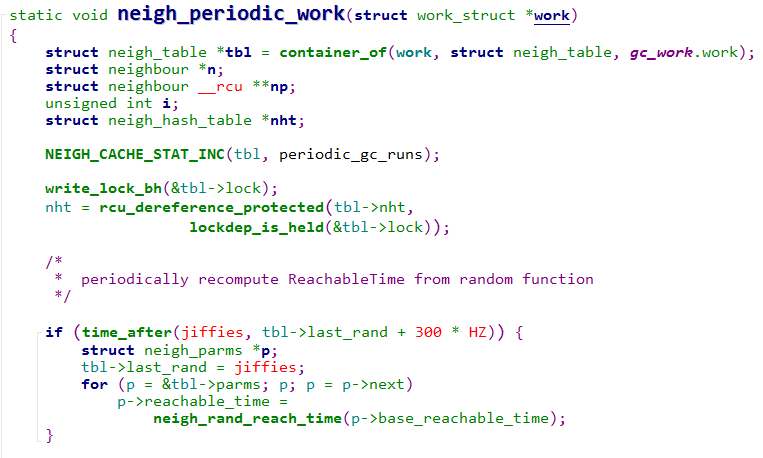 static void neigh_periodic_work(struct work_struct *work)
{
    struct neigh_table *tbl = container_of(work, struct neigh_table, gc_work.work);
    struct neighbour *n;
    struct neighbour __rcu **np;
    unsigned int i;
    struct neigh_hash_table *nht;

    NEIGH_CACHE_STAT_INC(tbl, periodic_gc_runs);

    write_lock_bh(&tbl->lock);
    nht = rcu_dereference_protected(tbl->nht,
                    lockdep_is_held(&tbl->lock));

    /*
     *  periodically recompute ReachableTime from random function
     */

    if (time_after(jiffies, tbl->last_rand + 300 * HZ)) {
        struct neigh_parms *p;
        tbl->last_rand = jiffies;
        for (p = &tbl->parms; p; p = p->next)
            p->reachable_time =
                neigh_rand_reach_time(p->base_reachable_time);
    }